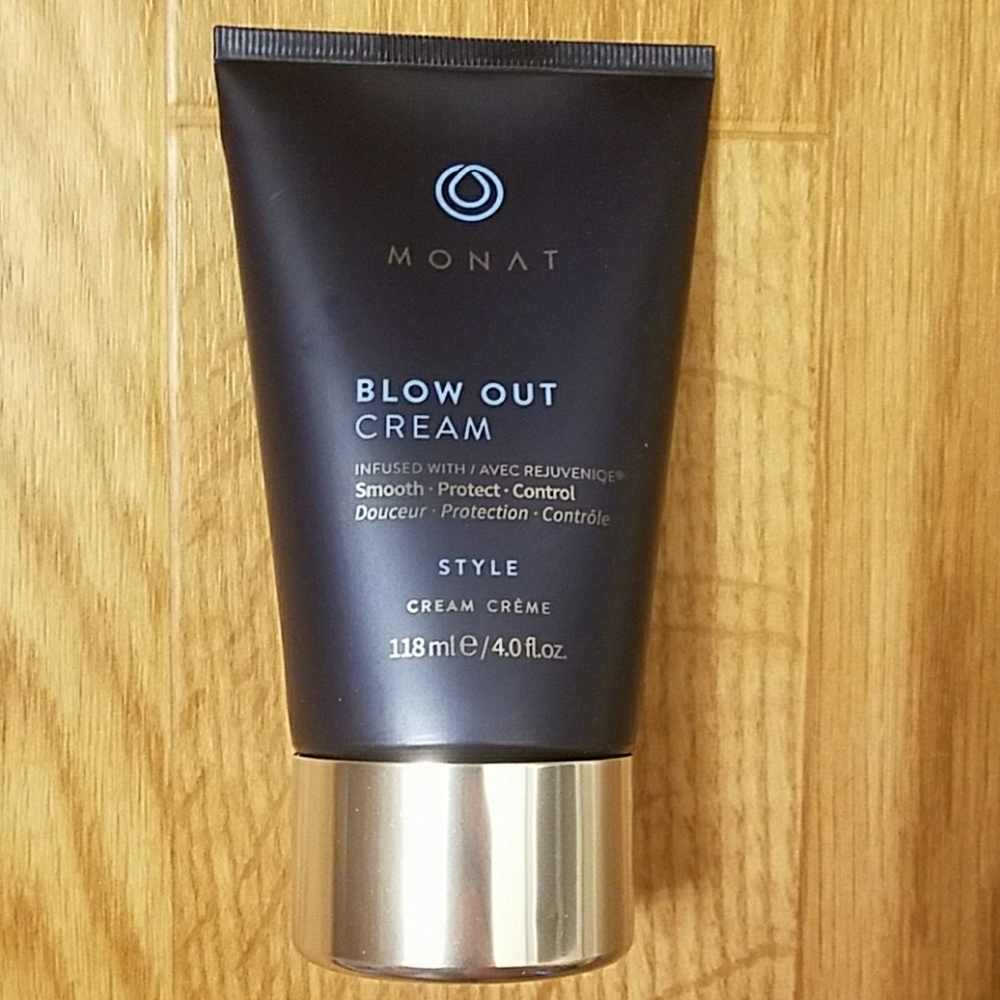 MONAT
BLOW OUT
CREAM
INFUSED WITH / AVEC REJUVENIQE®
Smooth · Protect · Control
Douceur · Protection · Contrôle
STYLE
CREAM CRÈME
118 ml ℮ / 4.0 fl.oz.